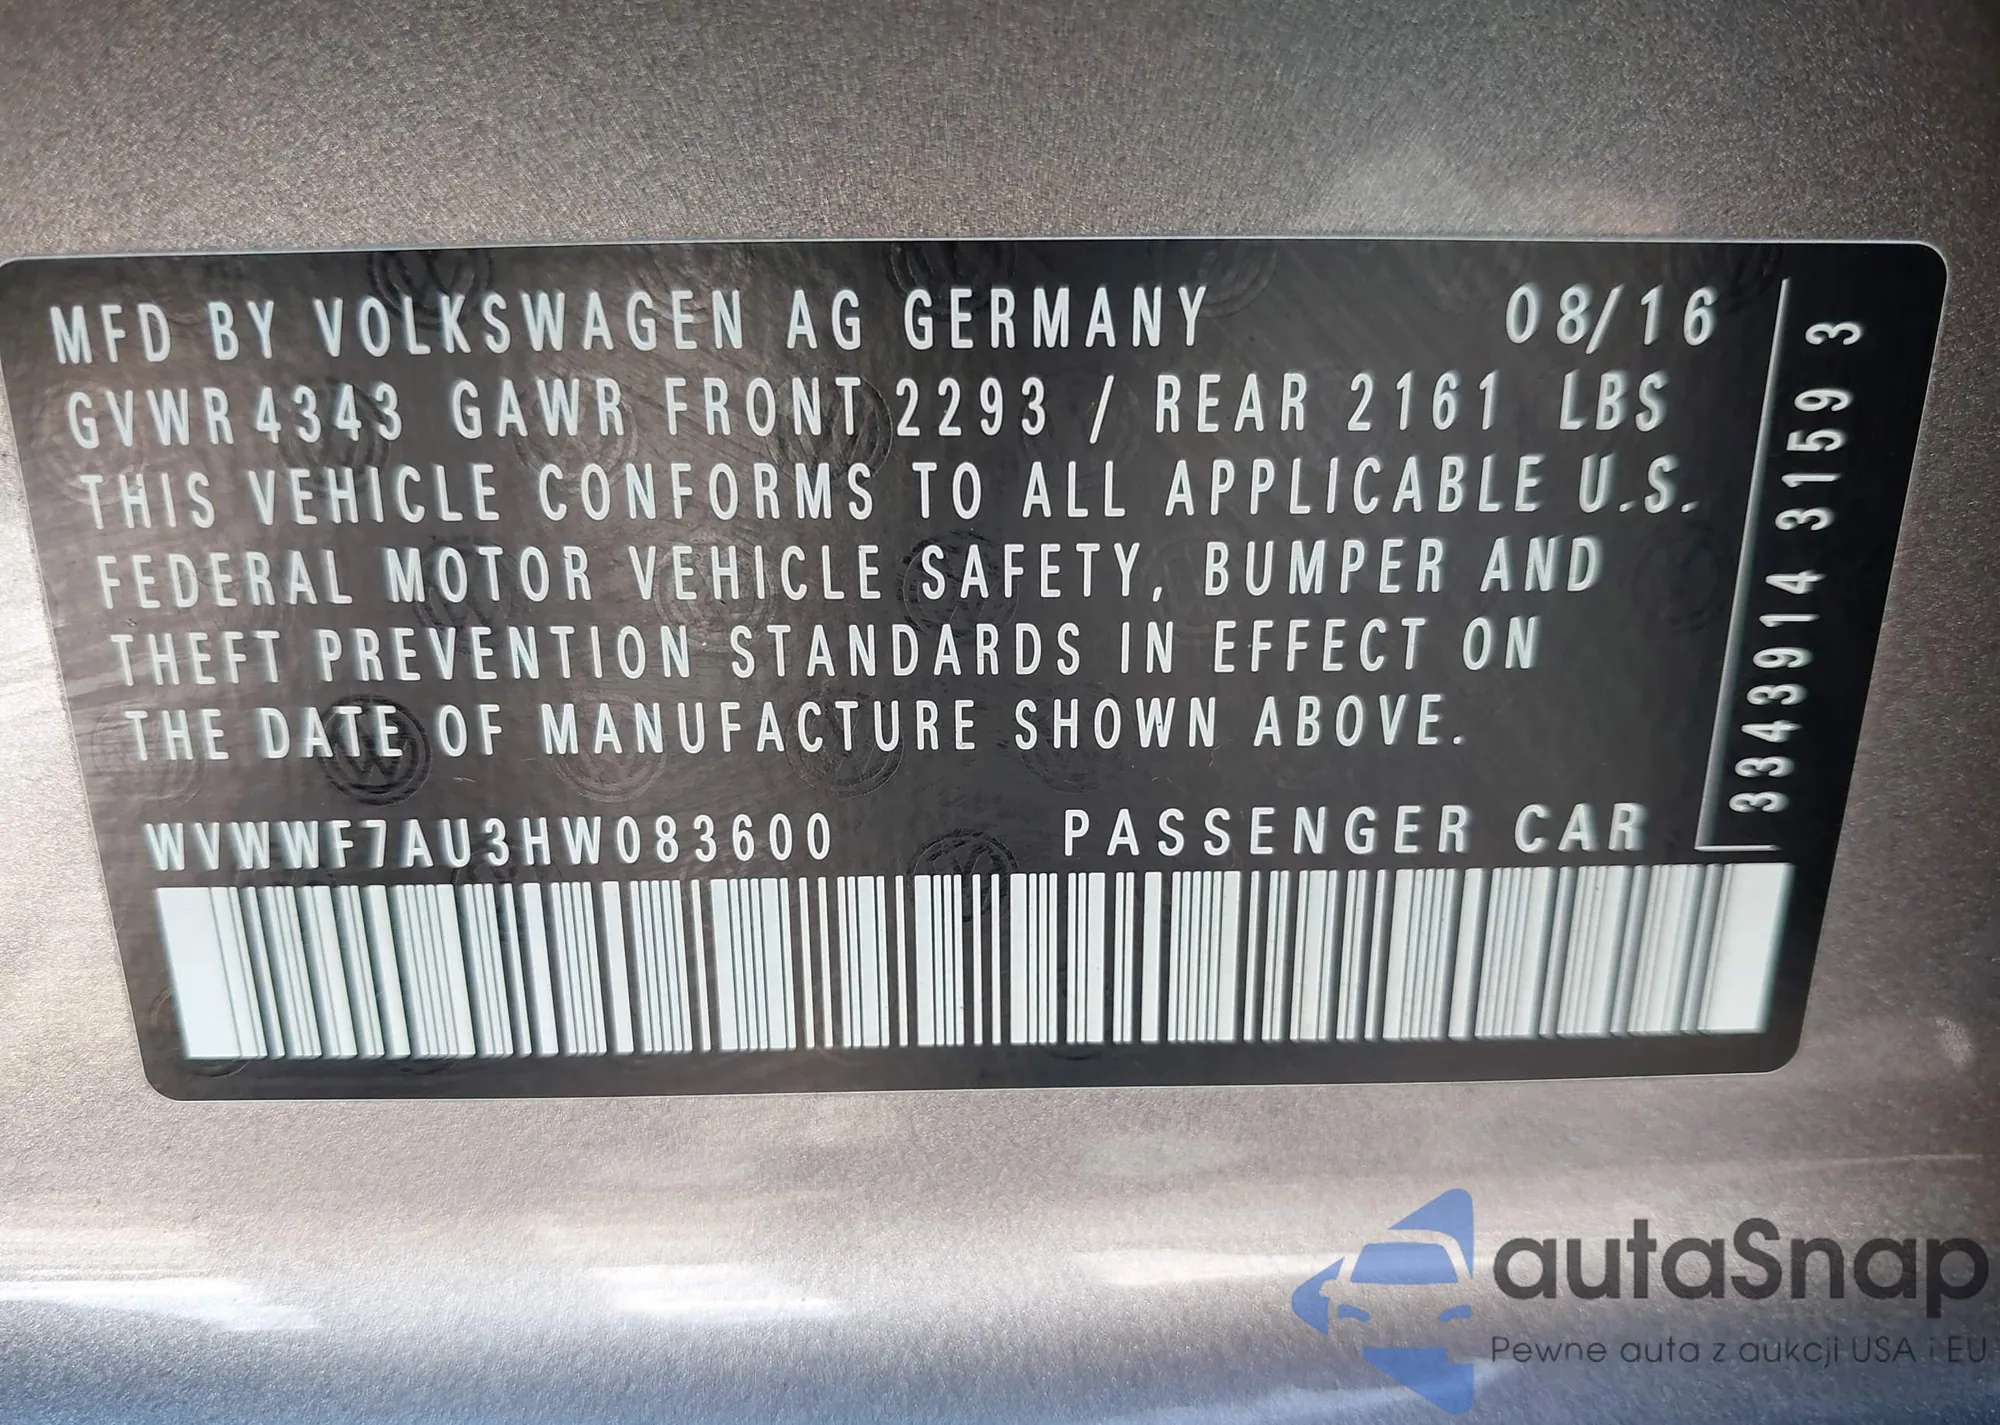 MFD BY VOLKSWAGEN AG GERMANY 08/16
GVWR 4343 GAWR FRONT 2293 / REAR 2161 LBS
THIS VEHICLE CONFORMS TO ALL APPLICABLE U.S.
FEDERAL MOTOR VEHICLE SAFETY, BUMPER AND
THEFT PREVENTION STANDARDS IN EFFECT ON
THE DATE OF MANUFACTURE SHOWN ABOVE.
WVWWF7AU3HW083600 PASSENGER CAR
3343914 3159 3
autaSnap
Pewne auta z aukcji USA i EU